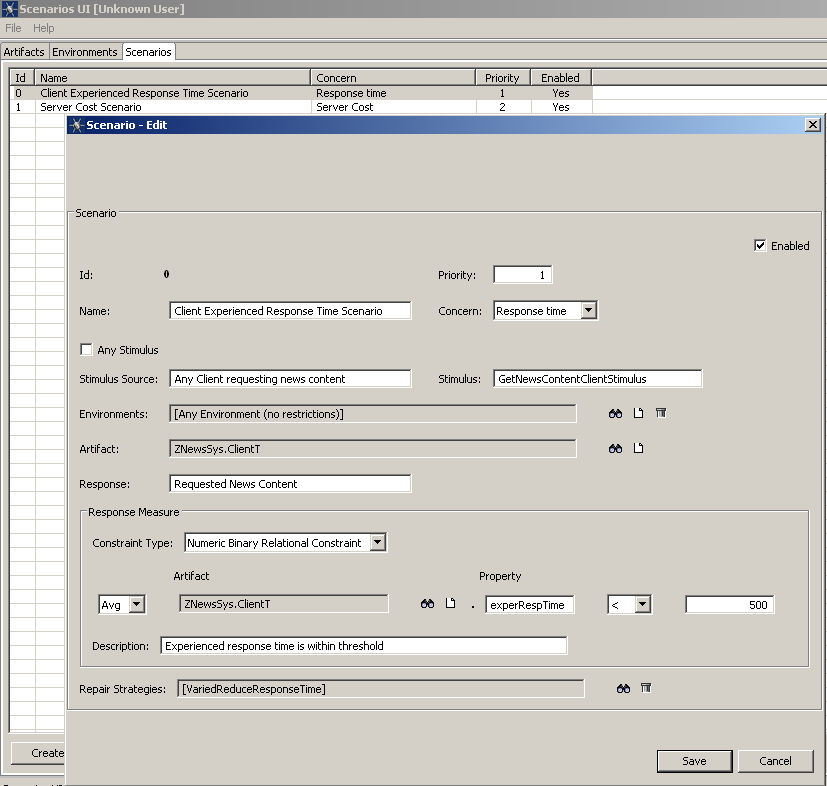 Scenarios UI [Unknown User]
File Help
Artifacts Environments Scenarios
Id Name Concern Priority Enabled
0 Client Experienced Response Time Scenario Response time 1 Yes
1 Server Cost Scenario Server Cost 2 Yes
Scenario - Edit
Scenario
Enabled
Id: 0 Priority: 1
Name: Client Experienced Response Time Scenario Concern: Response time
Any Stimulus
Stimulus Source: Any Client requesting news content Stimulus: GetNewsContentClientStimulus
Environments: [Any Environment (no restrictions)]
Artifact: ZNewsSys.ClientT
Response: Requested News Content
Response Measure
Constraint Type: Numeric Binary Relational Constraint
Artifact Property
Avg ZNewsSys.ClientT . experRespTime < 500
Description: Experienced response time is within threshold
Repair Strategies: [VariedReduceResponseTime]
Create
Save Cancel